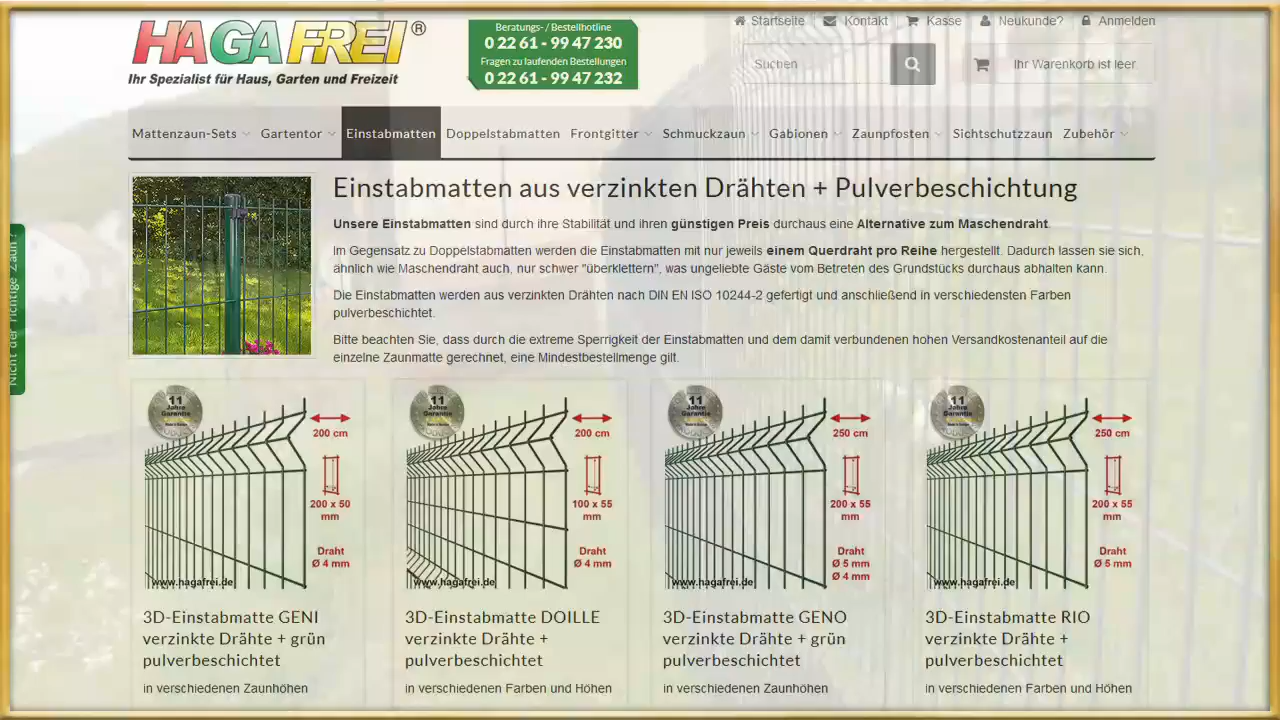 HAGAFREI®
Ihr Spezialist für Haus, Garten und Freizeit
Beratungs- / Bestellhotline
0 22 61 - 99 47 230
Fragen zu laufenden Bestellungen
0 22 61 - 99 47 232
Startseite Kontakt Kasse Neukunde? Anmelden
Suchen
Ihr Warenkorb ist leer
Mattenzaun-Sets Gartentor Einstabmatten Doppelstabmatten Frontgitter Schmuckzaun Gabionen Zaunpfosten Sichtschutzzaun Zubehör
Nicht der richtige Zaun ?
Einstabmatten aus verzinkten Drähten + Pulverbeschichtung
Unsere Einstabmatten sind durch ihre Stabilität und ihren günstigen Preis durchaus eine Alternative zum Maschendraht.
Im Gegensatz zu Doppelstabmatten werden die Einstabmatten mit nur jeweils einem Querdraht pro Reihe hergestellt. Dadurch lassen sie sich,
ähnlich wie Maschendraht auch, nur schwer "überklettern", was ungeliebte Gäste vom Betreten des Grundstücks durchaus abhalten kann.
Die Einstabmatten werden aus verzinkten Drähten nach DIN EN ISO 10244-2 gefertigt und anschließend in verschiedensten Farben
pulverbeschichtet.
Bitte beachten Sie, dass durch die extreme Sperrigkeit der Einstabmatten und dem damit verbundenen hohen Versandkostenanteil auf die
einzelne Zaunmatte gerechnet, eine Mindestbestellmenge gilt.
11
Jahre
Garantie
200 cm
200 x 50
mm
Draht
Ø 4 mm
www.hagafrei.de
3D-Einstabmatte GENI
verzinkte Drähte + grün
pulverbeschichtet
in verschiedenen Zaunhöhen
11
Jahre
Garantie
200 cm
100 x 55
mm
Draht
Ø 4 mm
www.hagafrei.de
3D-Einstabmatte DOILLE
verzinkte Drähte +
pulverbeschichtet
in verschiedenen Farben und Höhen
11
Jahre
Garantie
250 cm
200 x 55
mm
Draht
Ø 5 mm
Ø 4 mm
www.hagafrei.de
3D-Einstabmatte GENO
verzinkte Drähte + grün
pulverbeschichtet
in verschiedenen Zaunhöhen
11
Jahre
Garantie
250 cm
200 x 55
mm
Draht
Ø 5 mm
www.hagafrei.de
3D-Einstabmatte RIO
verzinkte Drähte +
pulverbeschichtet
in verschiedenen Farben und Höhen